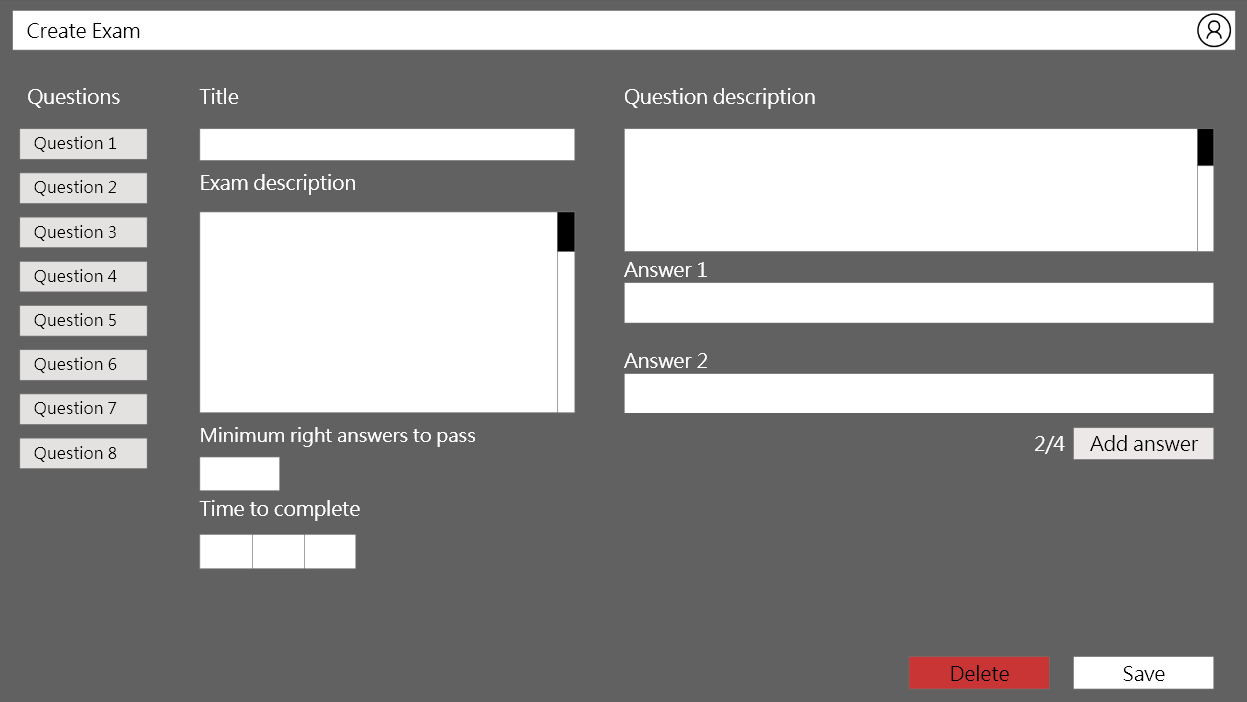 Create Exam
Questions
Question 1
Question 2
Question 3
Question 4
Question 5
Question 6
Question 7
Question 8
Title
Exam description
Minimum right answers to pass
Time to complete
Question description
Answer 1
Answer 2
2/4 Add answer
Delete Save